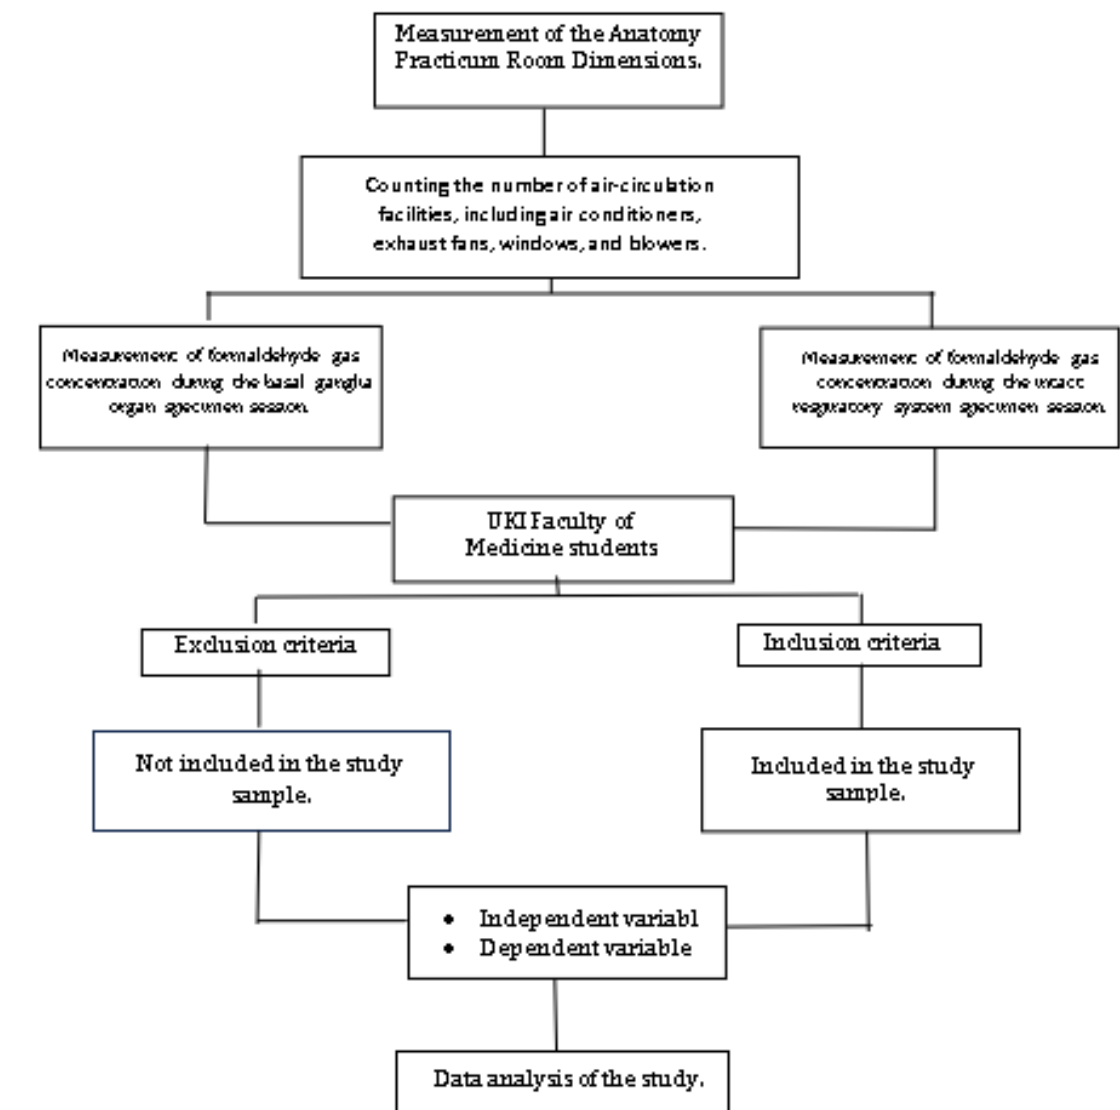 Measurement of the Anatomy
Practicum Room Dimensions.
Counting the number of air-circulation
facilities, including air conditioners,
exhaust fans, windows, and blowers.
Measurement of formaldehyde gas
concentration during the basal ganglia
organ specimen session.
Measurement of formaldehyde gas
concentration during the intact
respiratory system specimen session.
UKI Faculty of
Medicine students
Exclusion criteria
Inclusion criteria
Not included in the study
sample.
Included in the study
sample.
• Independent variabl
• Dependent variable
Data analysis of the study.